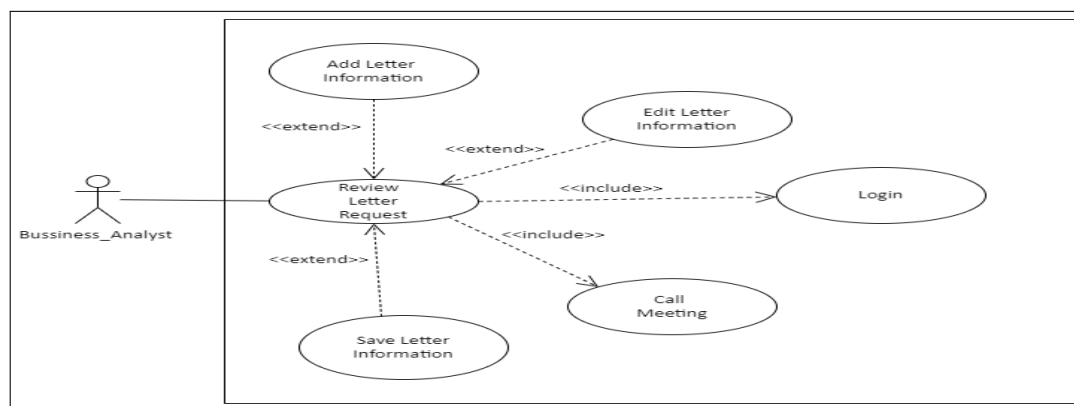 Add Letter
Information
<<extend>>
Edit Letter
Information
<<extend>>
Review
Letter
Request
<<include>>
Login
Bussiness_Analyst
<<include>>
<<extend>>
Call
Meeting
Save Letter
Information